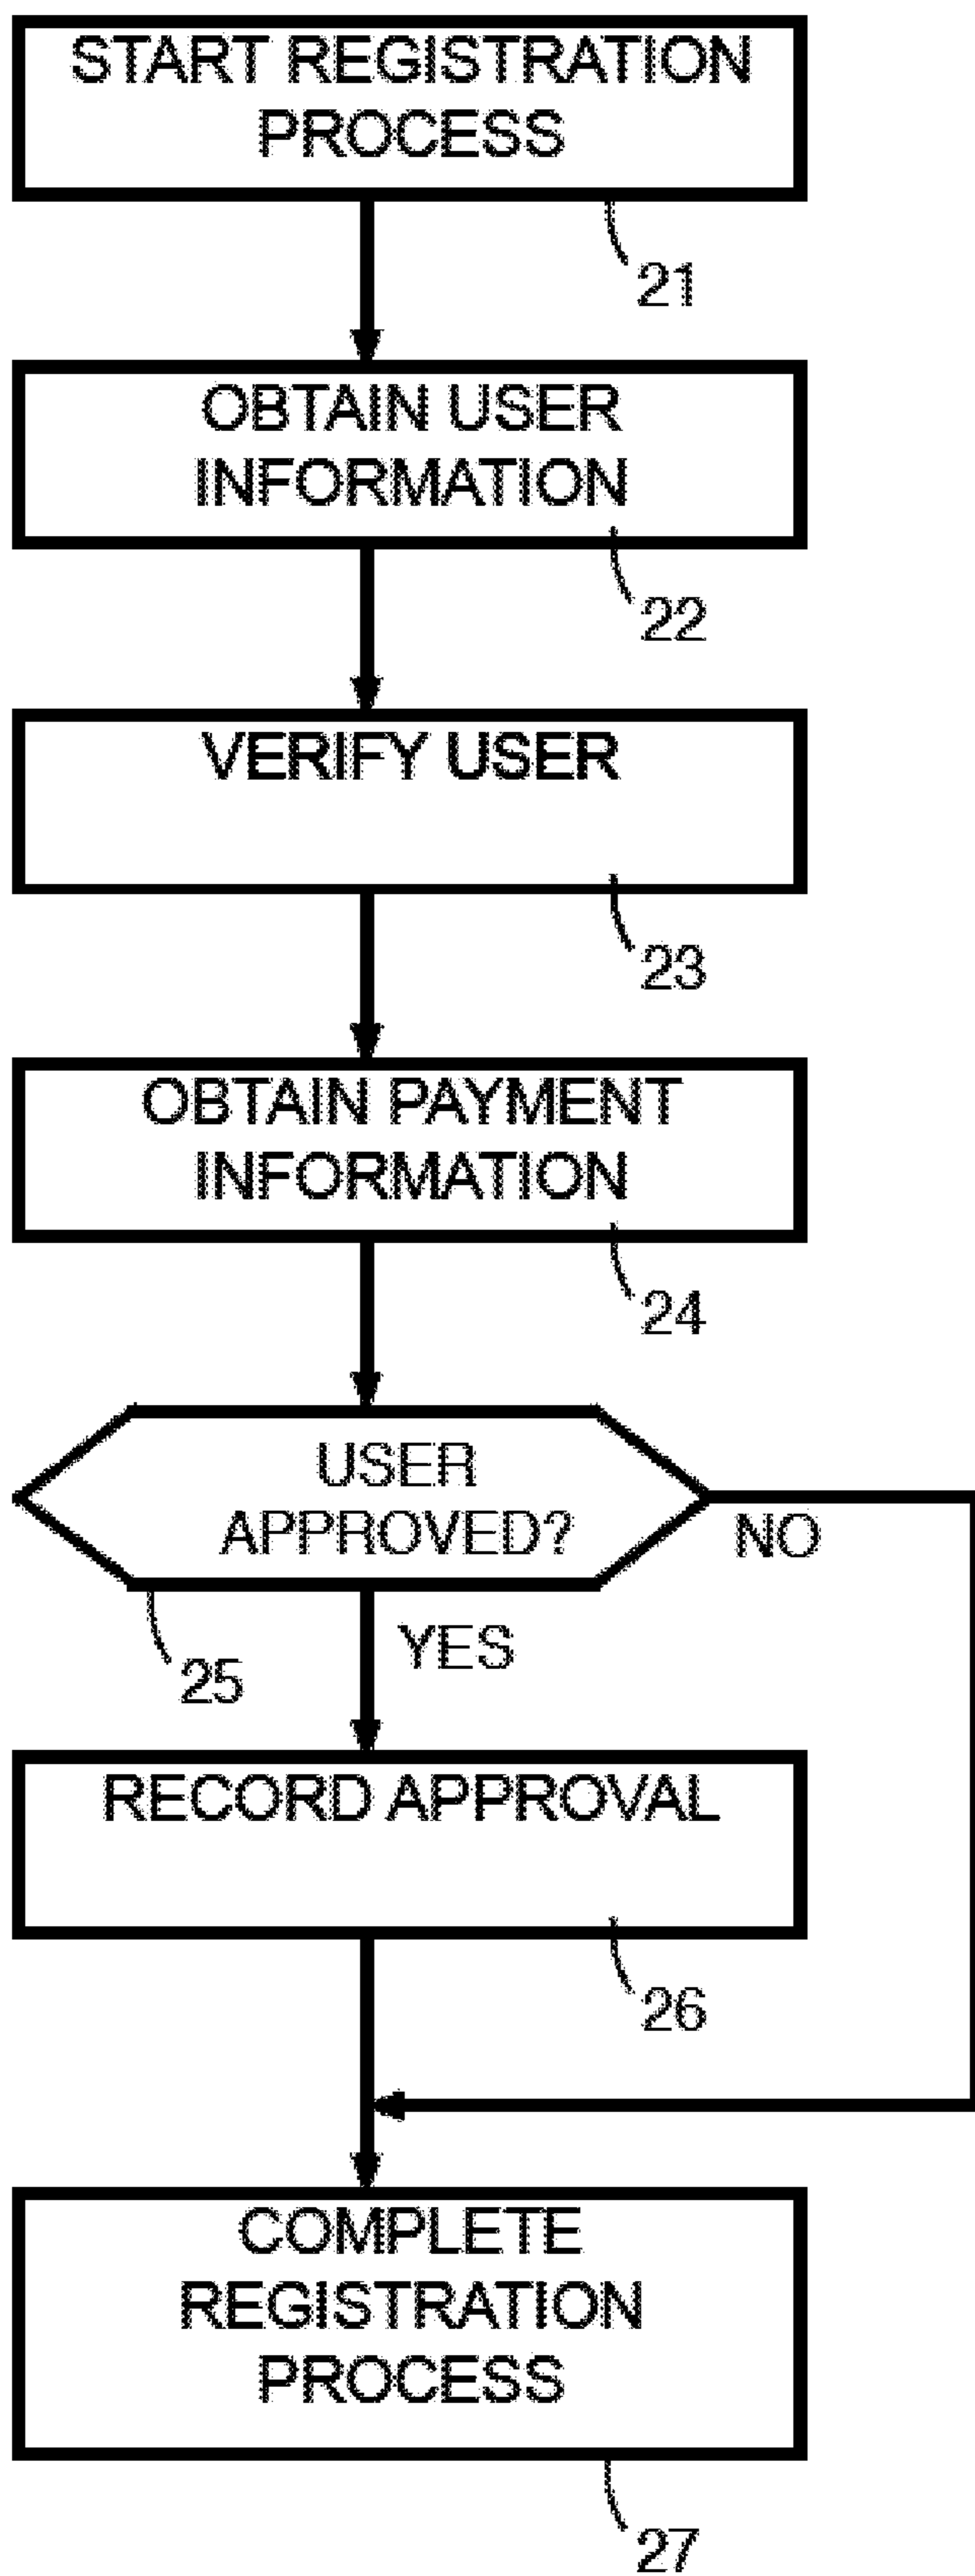 START REGISTRATION
PROCESS
21
OBTAIN USER
INFORMATION
22
VERIFY USER
23
OBTAIN PAYMENT
INFORMATION
24
USER
APPROVED?
NO
YES
25
RECORD APPROVAL
26
COMPLETE
REGISTRATION
PROCESS
27